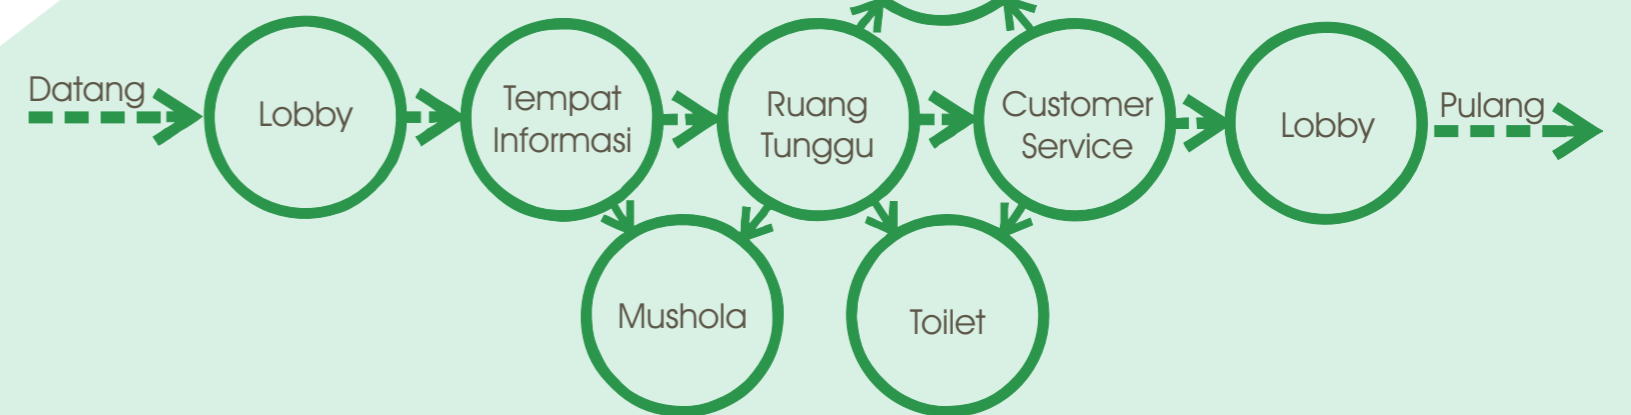 Datang
Lobby
Tempat
Informasi
Ruang
Tunggu
Customer
Service
Lobby
Pulang
Mushola
Toilet